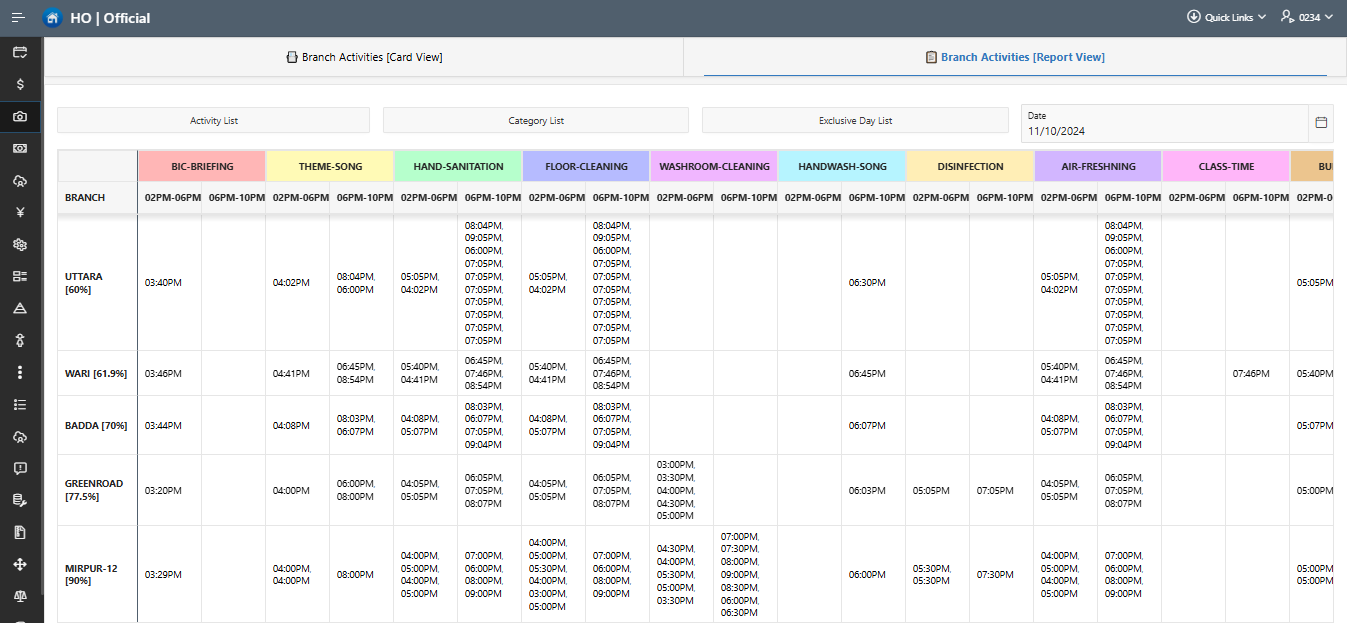 HO | Official
Quick Links
0234
Branch Activities [Card View]
Branch Activities [Report View]
Activity List
Category List
Exclusive Day List
Date
11/10/2024
BIC-BRIEFING THEME-SONG HAND-SANITATION FLOOR-CLEANING WASHROOM-CLEANING HANDWASH-SONG DISINFECTION AIR-FRESHNING CLASS-TIME BU
BRANCH 02PM-06PM 06PM-10PM 02PM-06PM 06PM-10PM 02PM-06PM 06PM-10PM 02PM-06PM 06PM-10PM 02PM-06PM 06PM-10PM 02PM-06PM 06PM-10PM 02PM-06PM 06PM-10PM 02PM-06PM 06PM-10PM 02PM-06PM 06PM-10PM 02PM-0
UTTARA
[60%]
03:40PM
04:02PM
08:04PM,
06:00PM
05:05PM,
04:02PM
08:04PM,
09:05PM,
06:00PM,
07:05PM,
07:05PM,
07:05PM,
07:05PM,
07:05PM,
07:05PM,
07:05PM
05:05PM,
04:02PM
08:04PM,
09:05PM,
06:00PM,
07:05PM,
07:05PM,
07:05PM,
07:05PM,
07:05PM,
07:05PM,
07:05PM
06:30PM
05:05PM,
04:02PM
08:04PM,
09:05PM,
06:00PM,
07:05PM,
07:05PM,
07:05PM,
07:05PM,
07:05PM,
07:05PM,
07:05PM
05:05PM
WARI [61.9%]
03:46PM
04:41PM
06:45PM,
08:54PM
05:40PM,
04:41PM
06:45PM,
07:46PM,
08:54PM
05:40PM,
04:41PM
06:45PM,
07:46PM,
08:54PM
06:45PM
05:40PM,
04:41PM
06:45PM,
07:46PM,
08:54PM
07:46PM
05:40PM
BADDA [70%]
03:44PM
04:08PM
08:03PM,
06:07PM
04:08PM,
05:07PM
08:03PM,
06:07PM,
07:05PM,
09:04PM
04:08PM,
05:07PM
08:03PM,
06:07PM,
07:05PM,
09:04PM
06:07PM
04:08PM,
05:07PM
08:03PM,
06:07PM,
07:05PM,
09:04PM
05:07PM
GREENROAD
[77.5%]
03:20PM
04:00PM
06:00PM,
08:00PM
04:05PM,
05:05PM
06:05PM,
07:05PM,
08:07PM
04:05PM,
05:05PM
06:05PM,
07:05PM,
08:07PM
03:00PM,
03:30PM,
04:00PM,
04:30PM,
05:00PM
06:03PM
05:05PM
07:05PM
04:05PM,
05:05PM
06:05PM,
07:05PM,
08:07PM
05:00PM
MIRPUR-12
[90%]
03:29PM
04:00PM,
04:00PM
08:00PM
04:00PM,
05:00PM,
04:00PM,
05:00PM
07:00PM,
06:00PM,
08:00PM,
09:00PM
04:00PM,
05:00PM,
05:30PM,
04:00PM,
03:00PM,
05:00PM
07:00PM,
06:00PM,
08:00PM,
09:00PM
04:30PM,
04:00PM,
05:30PM,
05:00PM,
03:30PM
07:00PM,
07:30PM,
08:00PM,
09:00PM,
08:30PM,
06:00PM,
06:30PM
06:00PM
05:30PM,
05:30PM
07:30PM
04:00PM,
05:00PM,
04:00PM,
05:00PM
07:00PM,
06:00PM,
08:00PM,
09:00PM
05:00PM
05:00PM